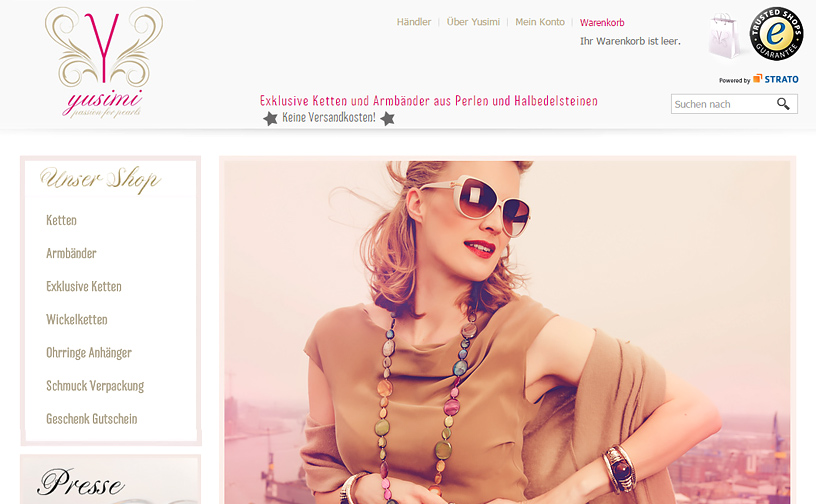 Y
yusimi
passion for pearls
Händler | Über Yusimi | Mein Konto | Warenkorb
Ihr Warenkorb ist leer.
TRUSTED SHOPS
e
GUARANTEE
Powered by STRATO
Exklusive Ketten und Armbänder aus Perlen und Halbedelsteinen
Keine Versandkosten!
Suchen nach
Unser Shop
Ketten
Armbänder
Exklusive Ketten
Wickelketten
Ohrringe Anhänger
Schmuck Verpackung
Geschenk Gutschein
Presse